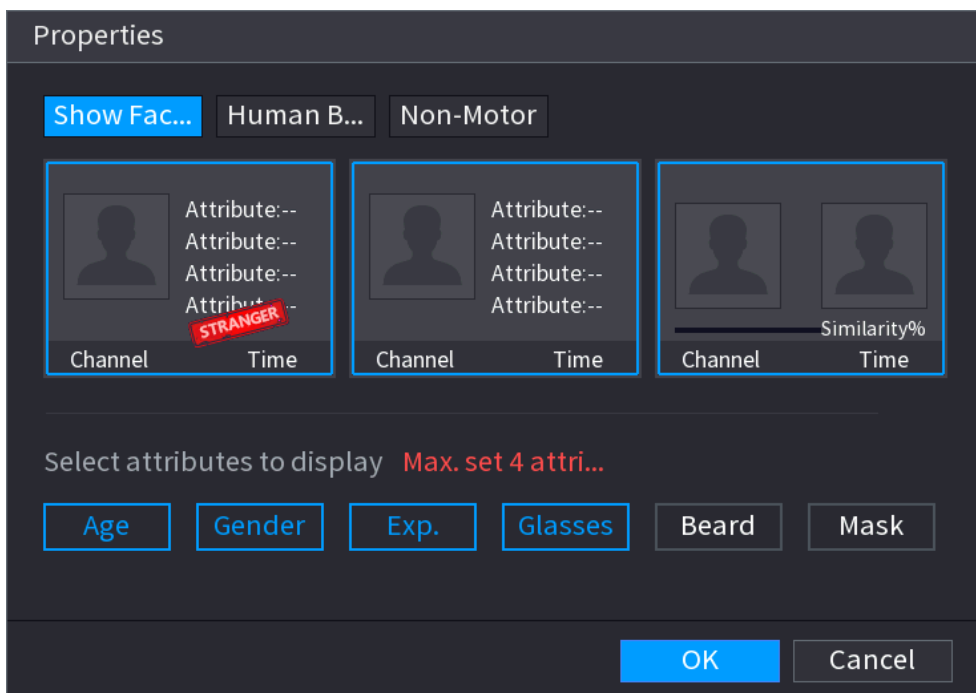 Properties
Show Fac... Human B... Non-Motor
Attribute:-- Attribute:--
Attribute:-- Attribute:--
Attribute:-- Attribute:--
Attribut Attribute:--
STRANGER Similarity%
Channel Time Channel Time Channel Time
Select attributes to display Max. set 4 attri...
Age Gender Exp. Glasses Beard Mask
OK Cancel